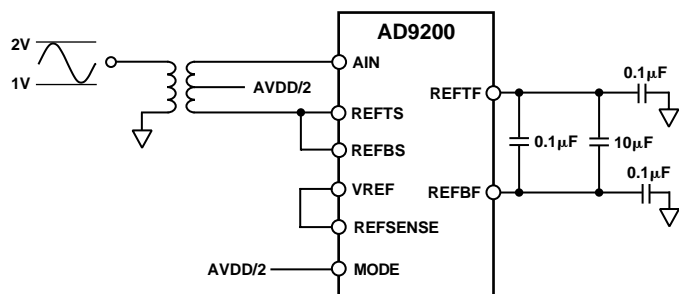 AD9200
2V
1V
AVDD/2
AIN
REFTS
REFBS
VREF
REFSENSE
AVDD/2
MODE
REFTF
REFBF
0.1µF
0.1µF
10µF
0.1µF